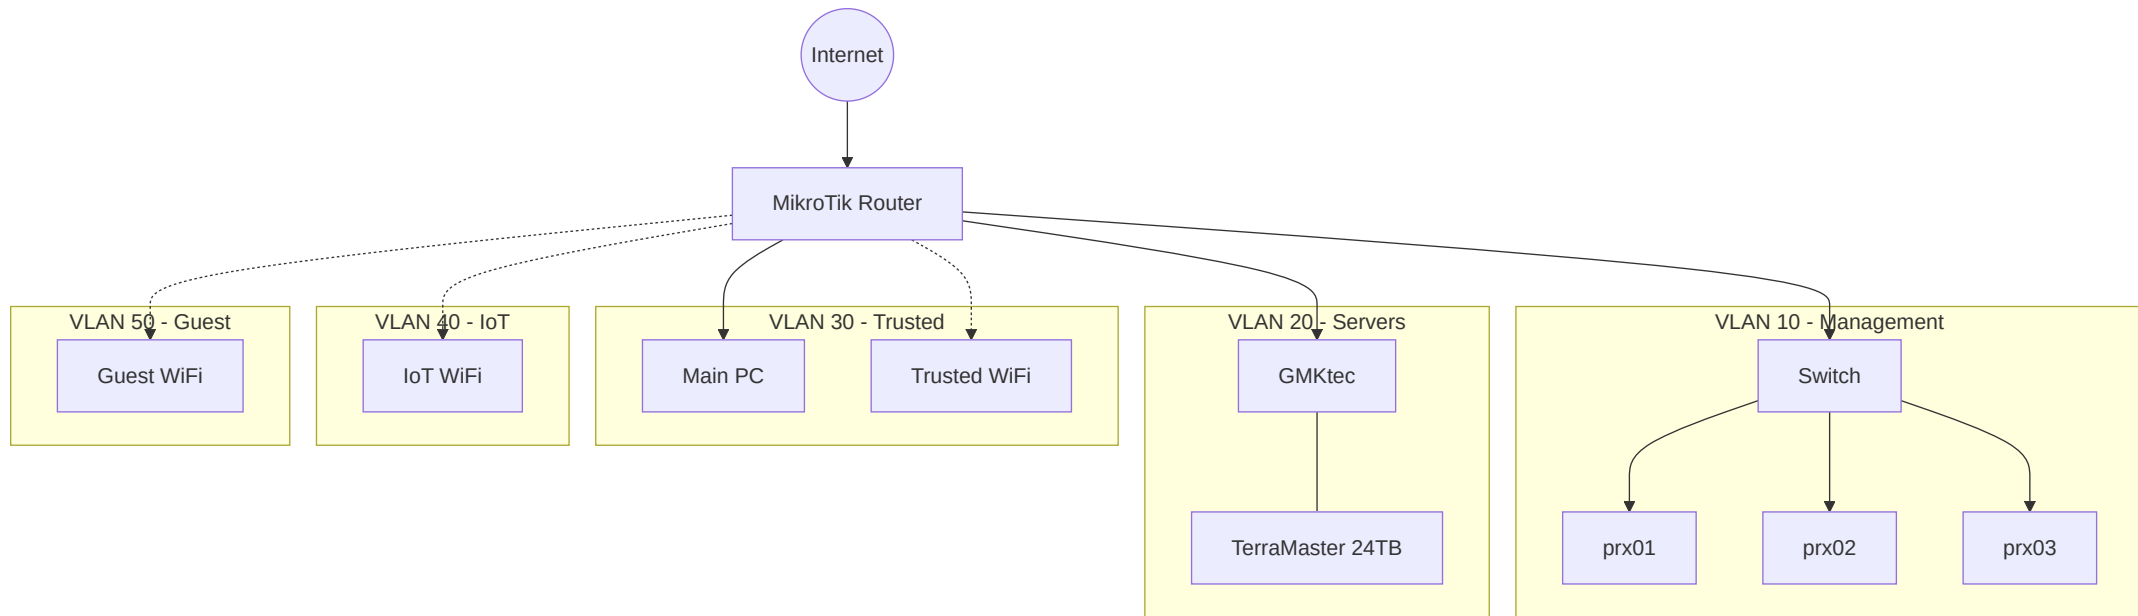 Internet
MikroTik Router
VLAN 50 - Guest
VLAN 40 - IoT
VLAN 30 - Trusted
VLAN 20 - Servers
VLAN 10 - Management
Guest WiFi
IoT WiFi
Main PC
Trusted WiFi
GMKtec
Switch
TerraMaster 24TB
prx01
prx02
prx03